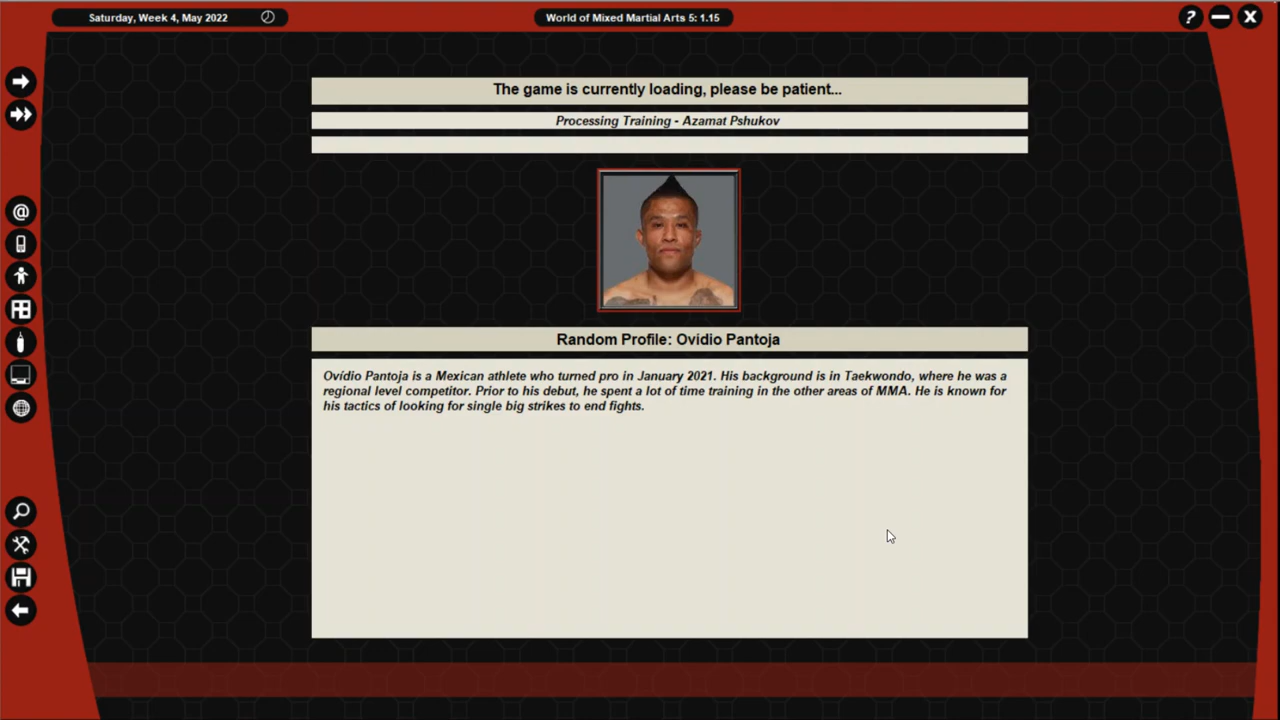 Saturday, Week 4, May 2022
World of Mixed Martial Arts 5: 1.15
?
X
The game is currently loading, please be patient...
Processing Training - Azamat Pshukov
@
Random Profile: Ovídio Pantoja
Ovídio Pantoja is a Mexican athlete who turned pro in January 2021. His background is in Taekwondo, where he was a
regional level competitor. Prior to his debut, he spent a lot of time training in the other areas of MMA. He is known for
his tactics of looking for single big strikes to end fights.